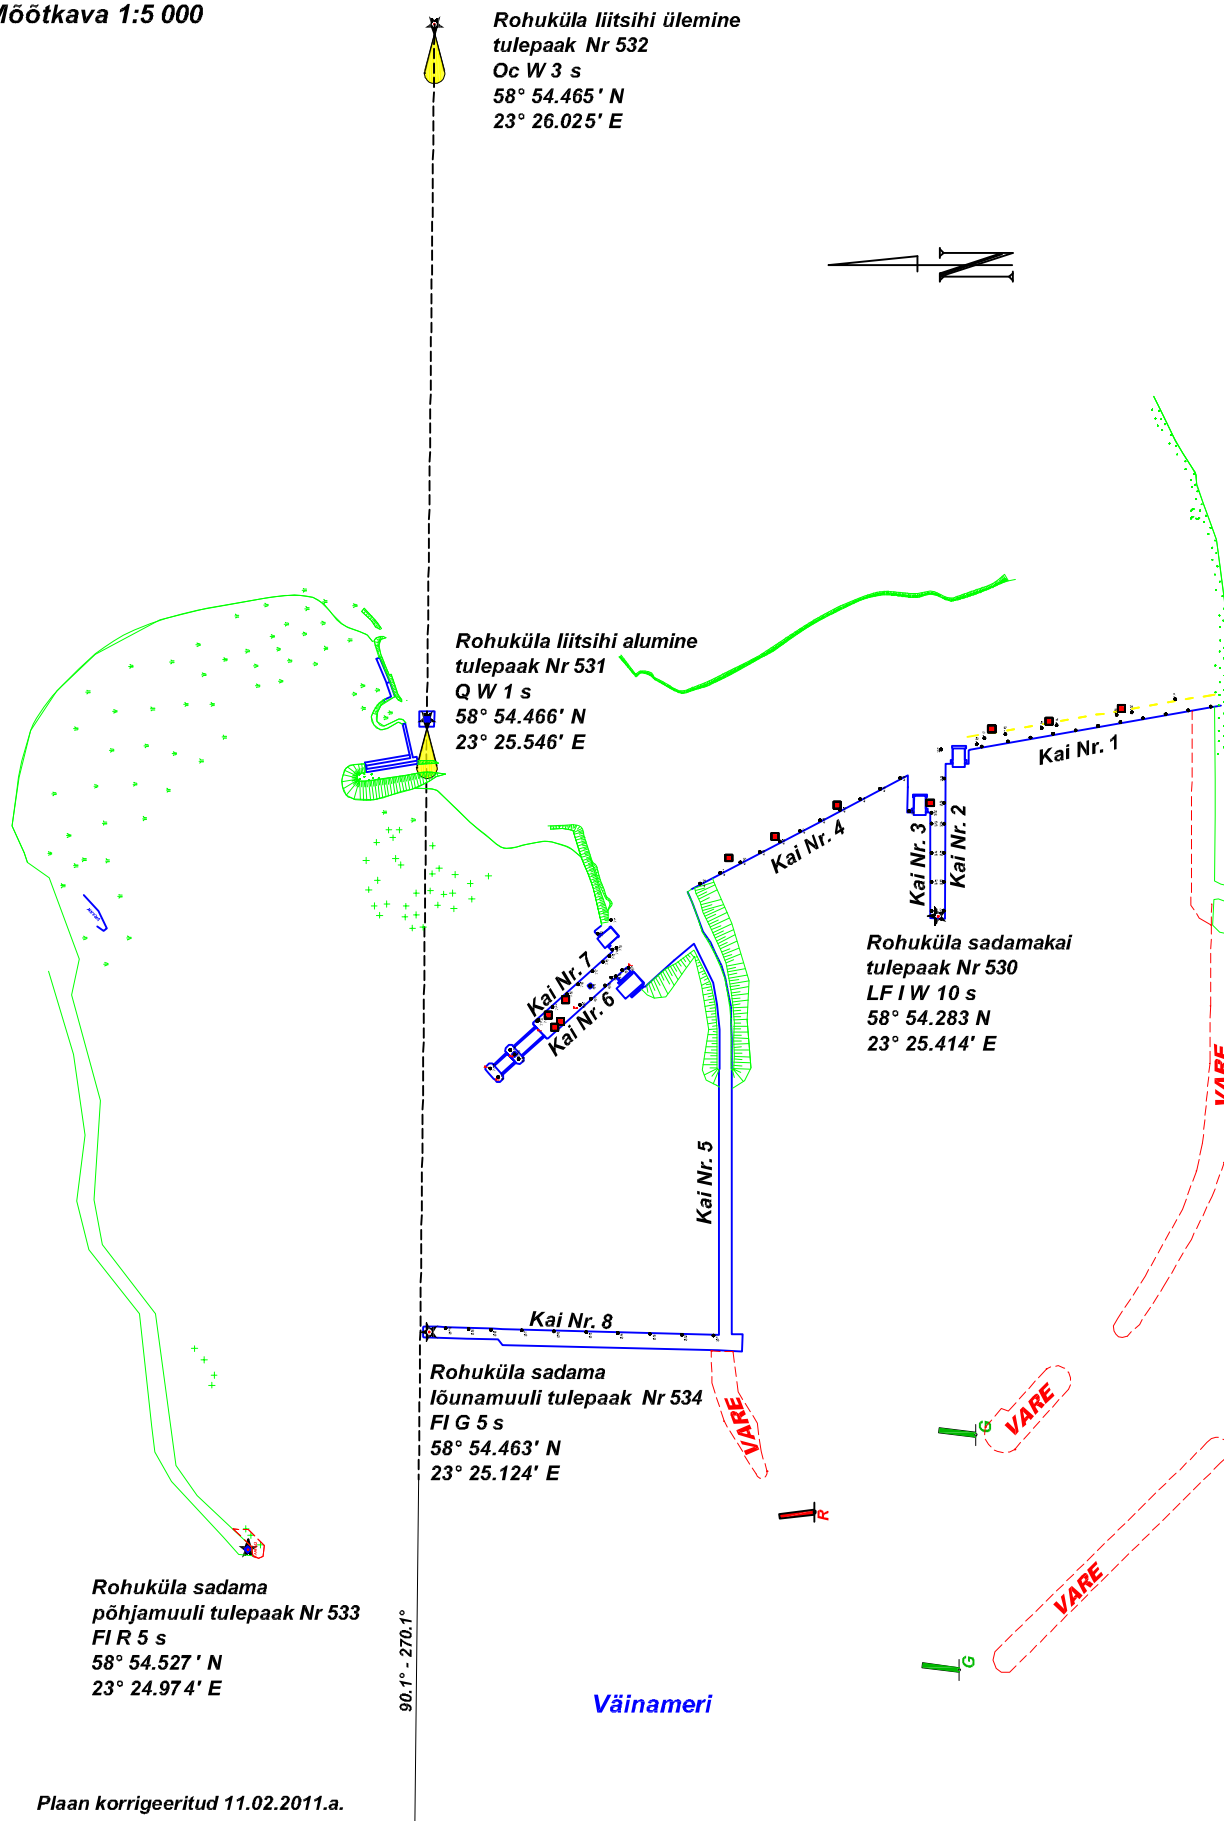 Mõõtkava 1:5 000
Rohuküla liitsihi ülemine
tulepaak Nr 532
Oc W 3 s
58° 54.465' N
23° 26.025' E
N
Rohuküla liitsihi alumine
tulepaak Nr 531
Q W 1 s
58° 54.466' N
23° 25.546' E
Kai Nr. 1
Kai Nr. 2
Kai Nr. 3
Kai Nr. 4
Rohuküla sadamakai
tulepaak Nr 530
LF I W 10 s
58° 54.283 N
23° 25.414' E
Kai Nr. 7
Kai Nr. 6
VARE
Kai Nr. 5
Kai Nr. 8
Rohuküla sadama
lõunamuuli tulepaak Nr 534
FI G 5 s
58° 54.463' N
23° 25.124' E
VARE
VARE
G
R
VARE
G
Rohuküla sadama
põhjamuuli tulepaak Nr 533
FI R 5 s
58° 54.527' N
23° 24.974' E
90.1° - 270.1°
Väinameri
Plaan korrigeeritud 11.02.2011.a.